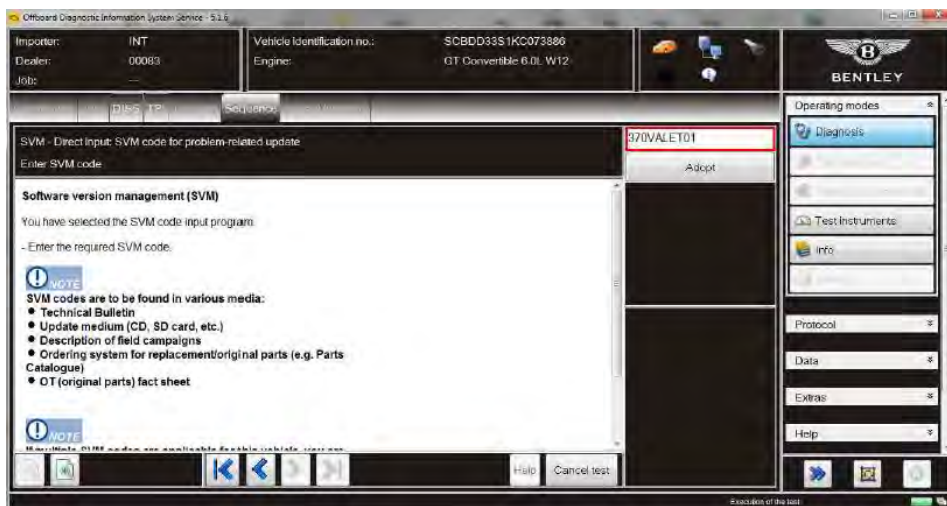 Offboard Diagnostic Information System Service - 5.1.6
Importer: INT
Dealer: 00083
Job: ---
Vehicle Identification no.: SCBDD33S1KC073886
Engine: GT Convertible 6.0L W12
BENTLEY
Sequence
SVM - Direct Input: SVM code for problem-related update
Enter SVM code
370VALET01
Adopt
Software version management (SVM)
You have selected the SVM code input program
- Enter the required SVM code.
NOTE
SVM codes are to be found in various media:
● Technical Bulletin
● Update medium (CD, SD card, etc.)
● Description of field campaigns
● Ordering system for replacement/original parts (e.g. Parts
Catalogue)
● OT (original parts) fact sheet
NOTE
Help
Cancel test
Operating modes
Diagnosis
Test Instruments
Info
Protocol
Data
Extras
Help
Execution of the test